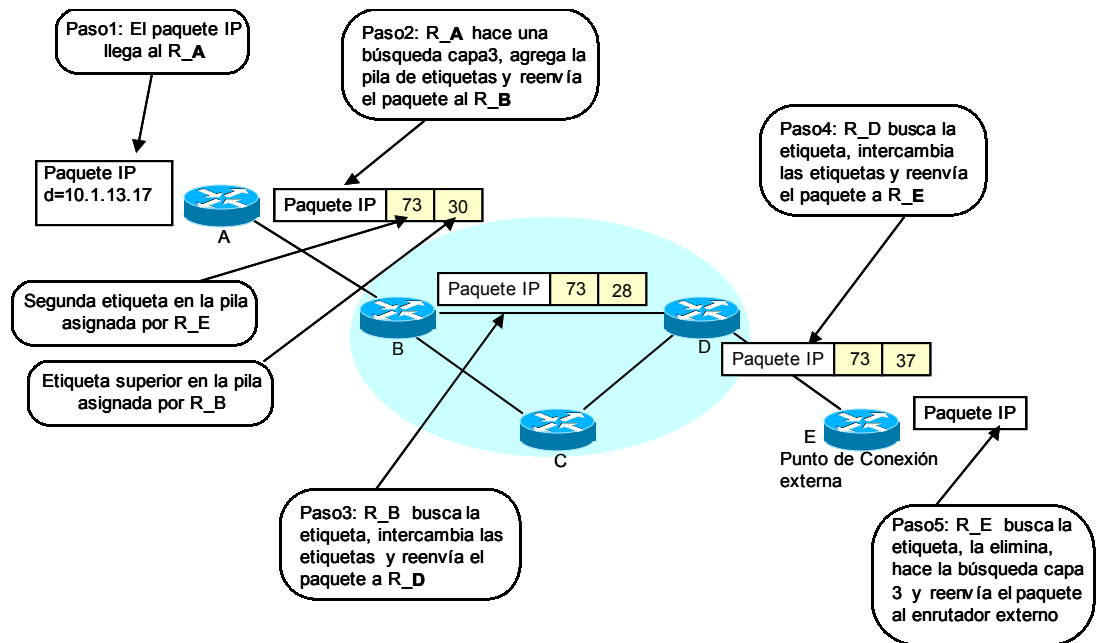 Paso1: El paquete IP
llega al R_A
Paso2: R_A hace una
búsqueda capa3, agrega la
pila de etiquetas y reenvía
el paquete al R_B
Paso4: R_D busca la
etiqueta, intercambia
las etiquetas y reenvía
el paquete a R_E
Paquete IP
d=10.1.13.17
A
Paquete IP 73 30
Segunda etiqueta en la pila
asignada por R_E
Etiqueta superior en la pila
asignada por R_B
Paquete IP 73 28
B
D
Paquete IP 73 37
C
E
Punto de Conexión
externa
Paquete IP
Paso3: R_B busca la
etiqueta, intercambia las
etiquetas y reenvía el
paquete a R_D
Paso5: R_E busca la
etiqueta, la elimina,
hace la búsqueda capa
3 y reenvía el paquete
al enrutador externo